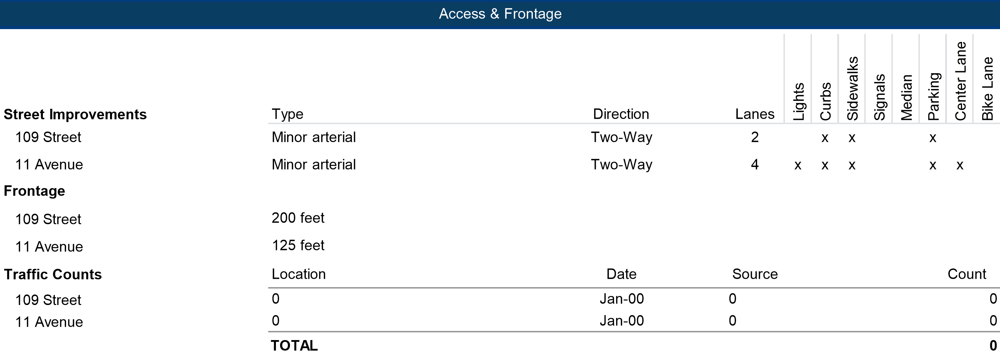 Access & Frontage
Street Improvements Type Direction Lanes Lights Curbs Sidewalks Signals Median Parking Center Lane Bike Lane
109 Street Minor arterial Two-Way 2 x x x
11 Avenue Minor arterial Two-Way 4 x x x x x
Frontage
109 Street 200 feet
11 Avenue 125 feet
Traffic Counts Location Date Source Count
109 Street 0 Jan-00 0 0
11 Avenue 0 Jan-00 0 0
TOTAL 0